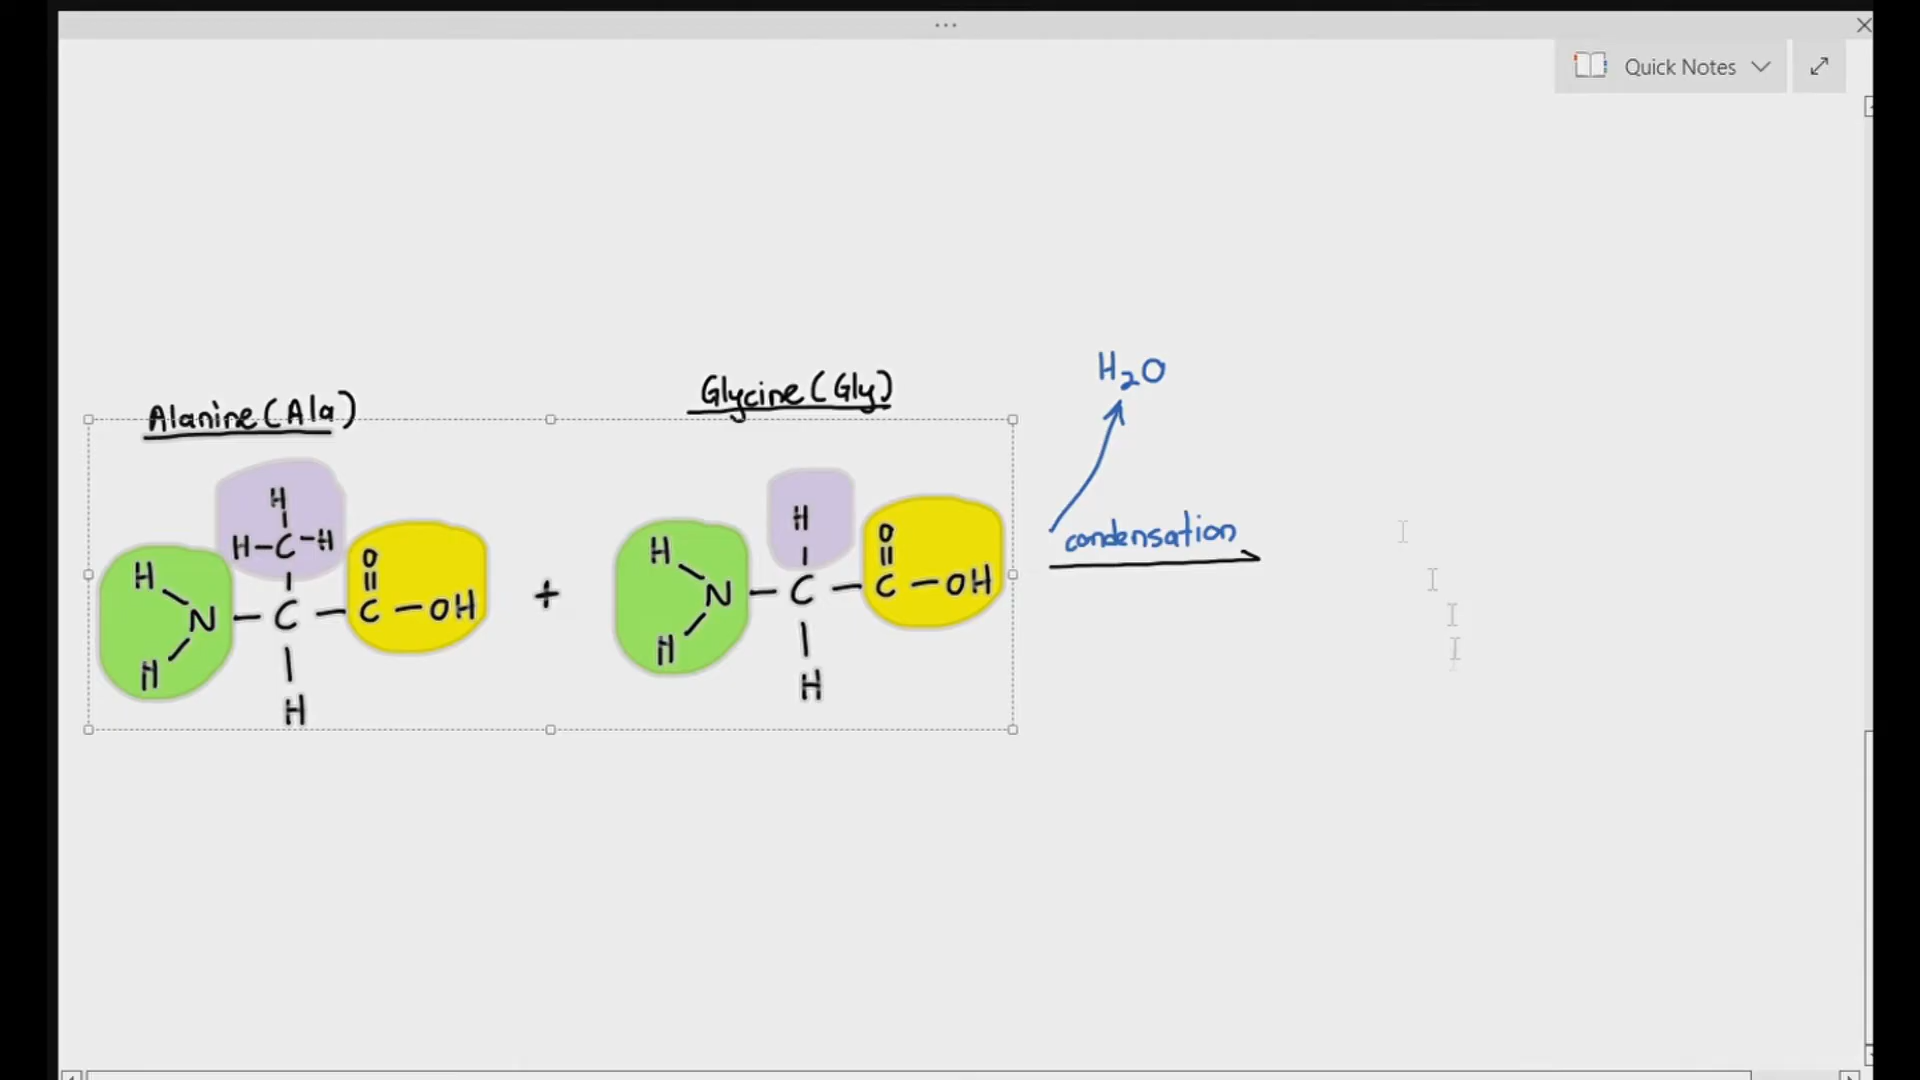 Quick Notes
H₂O
Alanine (Ala)
Glycine (Gly)
condensation
H
H-C-H
H
N - C - C - OH
O
H
H
+
H
H
N - C - C - OH
O
H
H